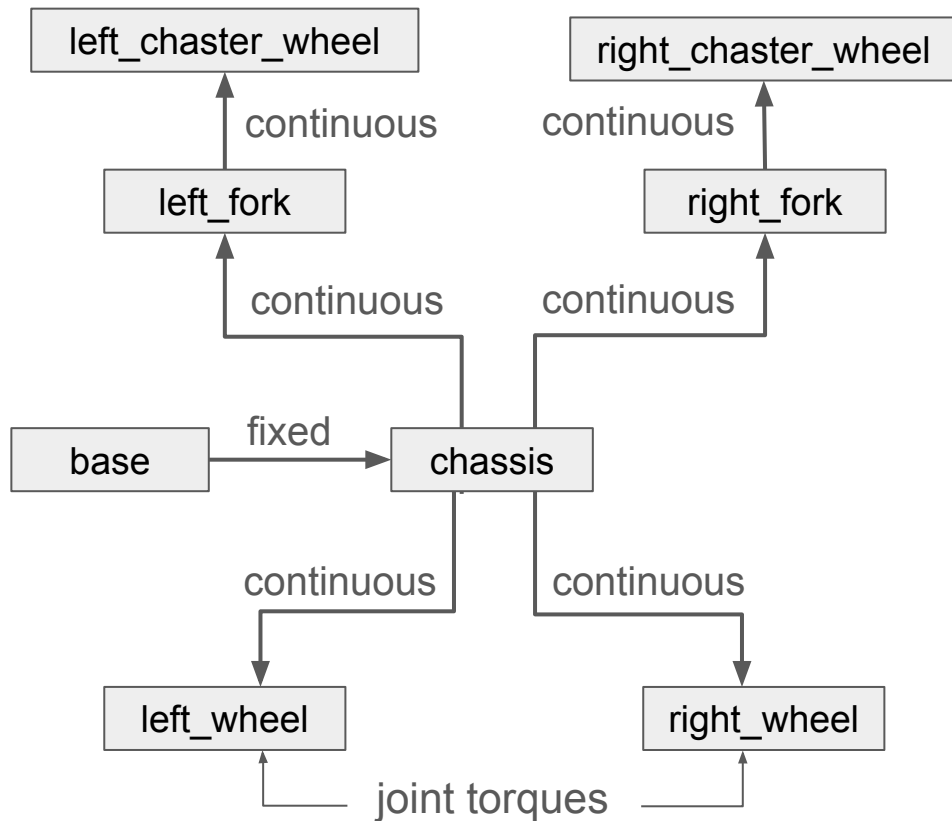 left_chaster_wheel
right_chaster_wheel
continuous
continuous
left_fork
right_fork
continuous
continuous
fixed
base
chassis
continuous
continuous
left_wheel
right_wheel
joint torques